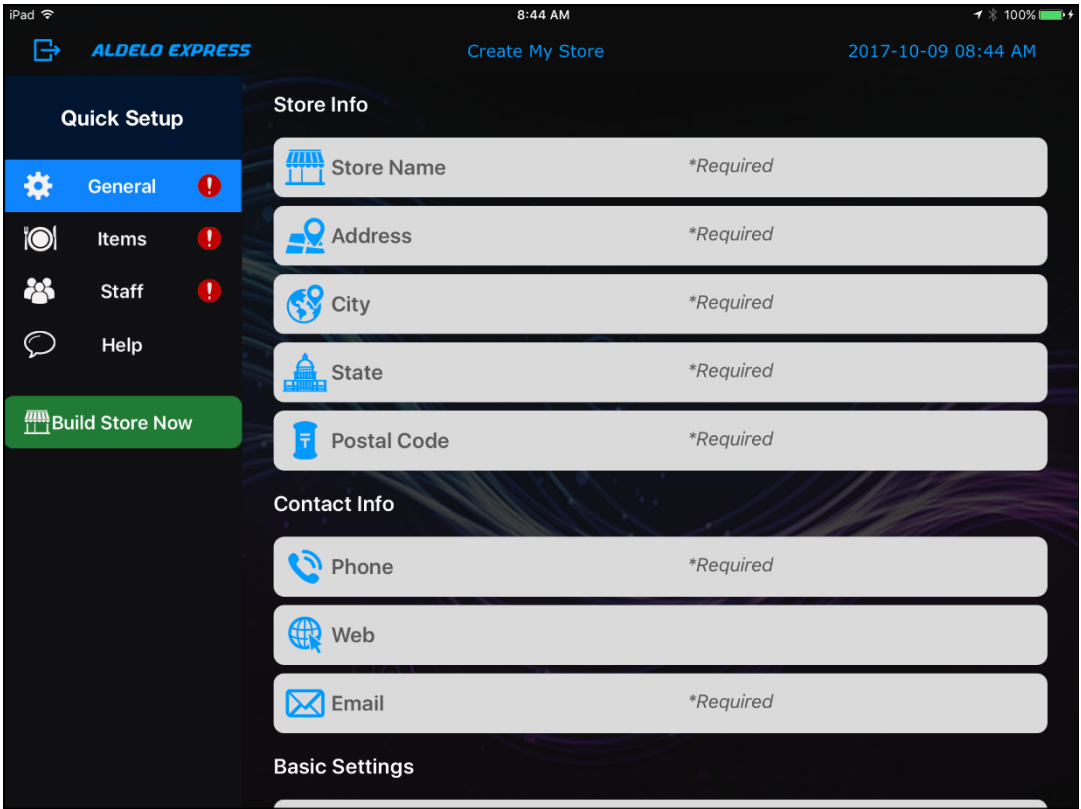 iPad 8:44 AM 100%
ALDELO EXPRESS Create My Store 2017-10-09 08:44 AM
Quick Setup
General
Items
Staff
Help
Build Store Now
Store Info
Store Name *Required
Address *Required
City *Required
State *Required
Postal Code *Required
Contact Info
Phone *Required
Web
Email *Required
Basic Settings